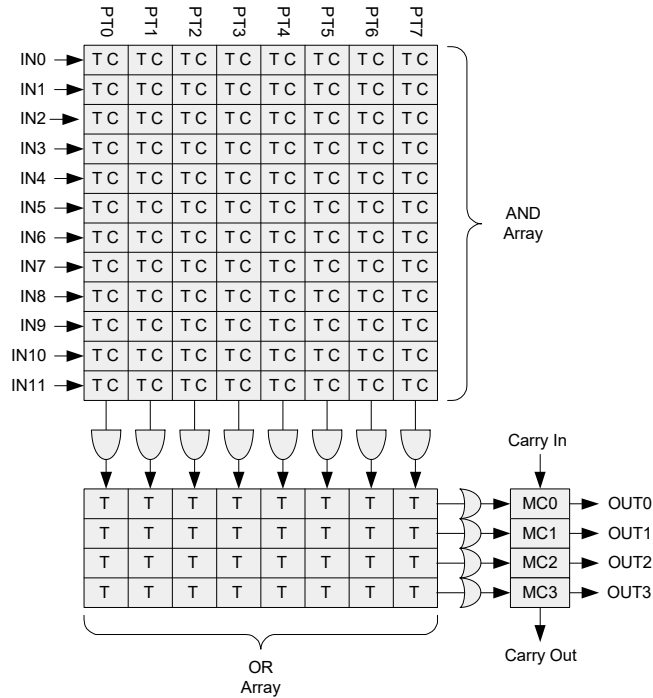 PT0 PT1 PT2 PT3 PT4 PT5 PT6 PT7
IN0 T C T C T C T C T C T C T C T C
IN1 T C T C T C T C T C T C T C T C
IN2 T C T C T C T C T C T C T C T C
IN3 T C T C T C T C T C T C T C T C
IN4 T C T C T C T C T C T C T C T C
IN5 T C T C T C T C T C T C T C T C
IN6 T C T C T C T C T C T C T C T C
IN7 T C T C T C T C T C T C T C T C
IN8 T C T C T C T C T C T C T C T C
IN9 T C T C T C T C T C T C T C T C
IN10 T C T C T C T C T C T C T C T C
IN11 T C T C T C T C T C T C T C T C
AND
Array
Carry In
T T T T T T T T MC0 OUT0
T T T T T T T T MC1 OUT1
T T T T T T T T MC2 OUT2
T T T T T T T T MC3 OUT3
Carry Out
OR
Array